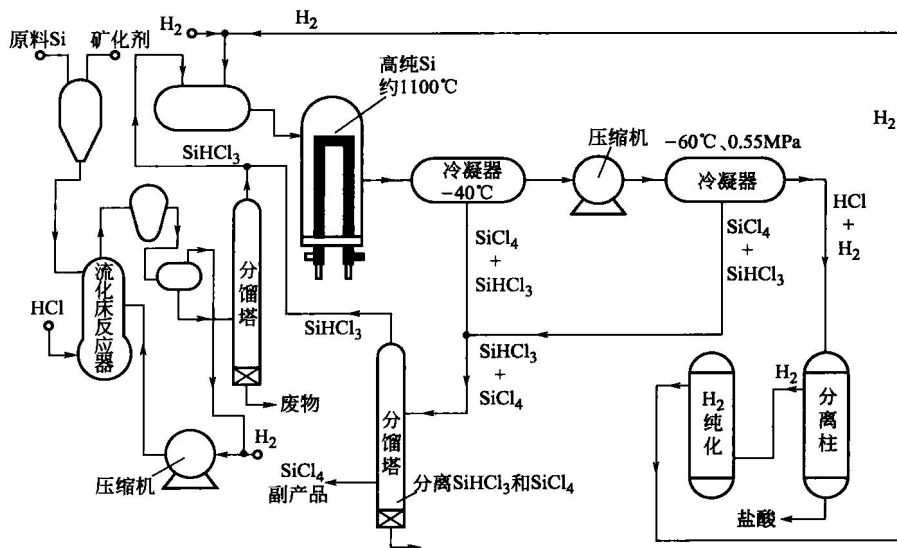 H₂
H₂
原料Si
矿化剂
高纯Si
约1100℃
H₂
SiHCl₃
压缩机
-60℃、0.55MPa
冷凝器
-40℃
冷凝器
HCl
+
H₂
SiCl₄
+
SiHCl₃
SiCl₄
+
SiHCl₃
流化床反应器
HCl
分馏塔
SiHCl₃
SiHCl₃
+
SiCl₄
H₂
H₂纯化
分离柱
废物
H₂
压缩机
分馏塔
SiCl₄
副产品
分离SiHCl₃和SiCl₄
盐酸